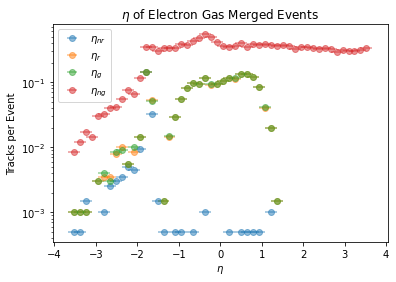 η of Electron Gas Merged Events
η_nr
η_r
η_g
η_ng
Tracks per Event
10⁻¹
10⁻²
10⁻³
−4 −3 −2 −1 0 1 2 3 4
η